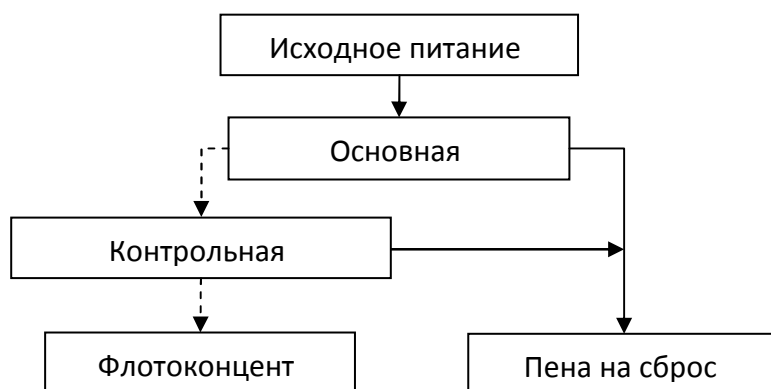 Исходное питание
Основная
Контрольная
Флотоконцент
Пена на сброс